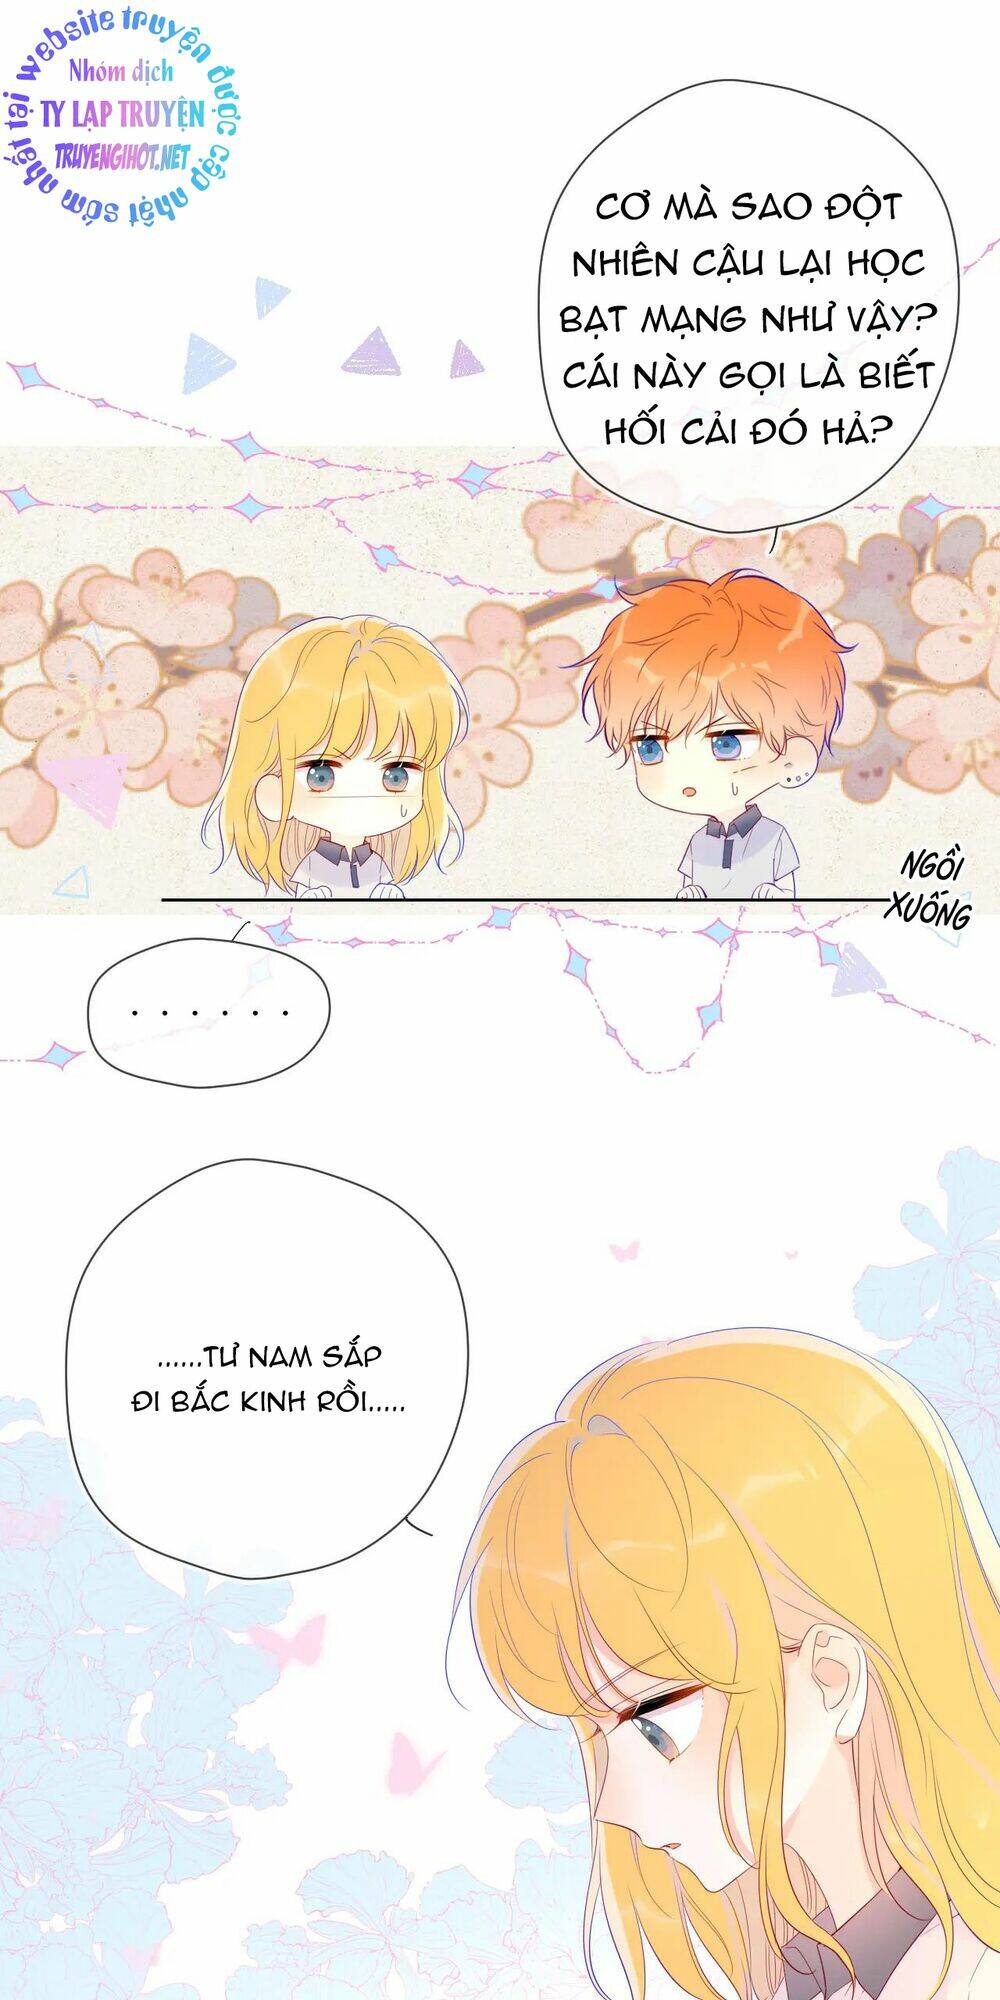 website truyện được cập nhật sớm nhất tại
Nhóm dịch
TY LAP TRUYỆN
TRUYENGIHOT.NET
CƠ MÀ SAO ĐỘT
NHIÊN CẬU LẠI HỌC
BẠT MẠNG NHƯ VẬY?
CÁI NÀY GỌI LÀ BIẾT
HỐI CẢI ĐÓ HẢ?
NGỒI
XUỐNG
. . . . . .
......TƯ NAM SẮP
ĐI BẮC KINH RỒI.....